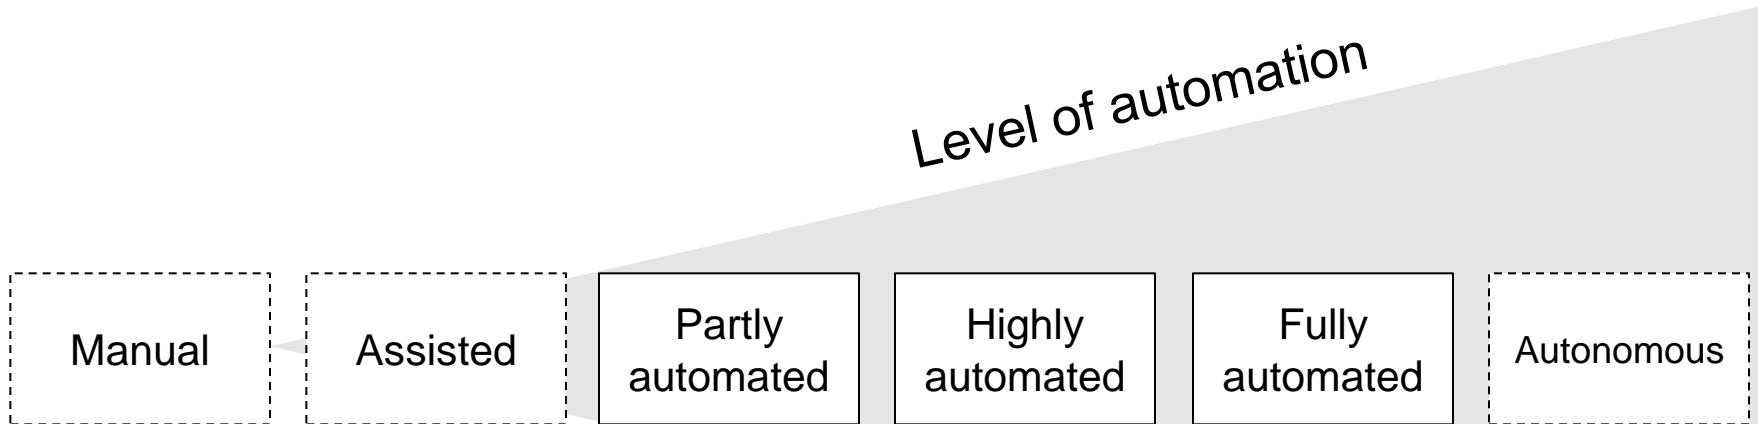 Level of automation
Manual
Assisted
Partly
automated
Highly
automated
Fully
automated
Autonomous